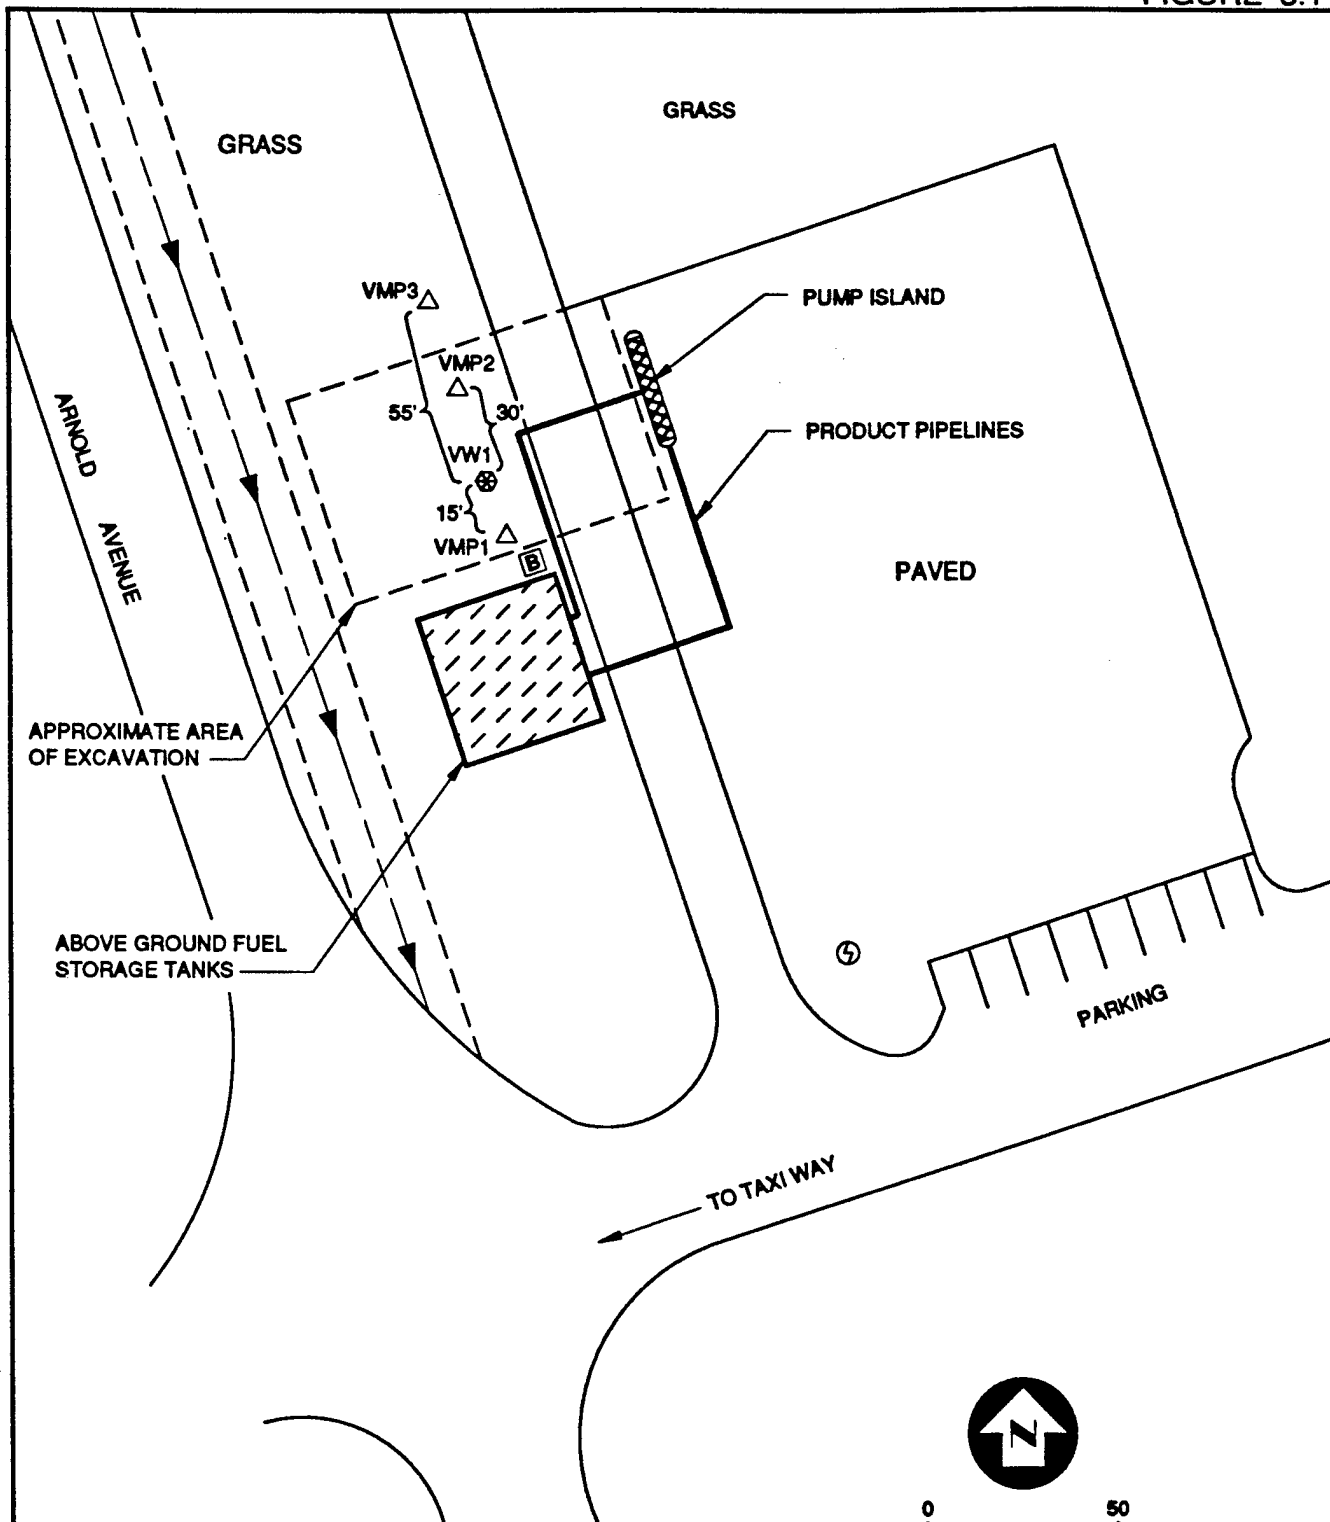 GRASS
GRASS
VMP3
PUMP ISLAND
VMP2
55'
30'
ARNOLD
AVENUE
PRODUCT PIPELINES
VW1
15'
VMP1
B
PAVED
APPROXIMATE AREA
OF EXCAVATION
ABOVE GROUND FUEL
STORAGE TANKS
PARKING
TO TAXI WAY
N
0
50